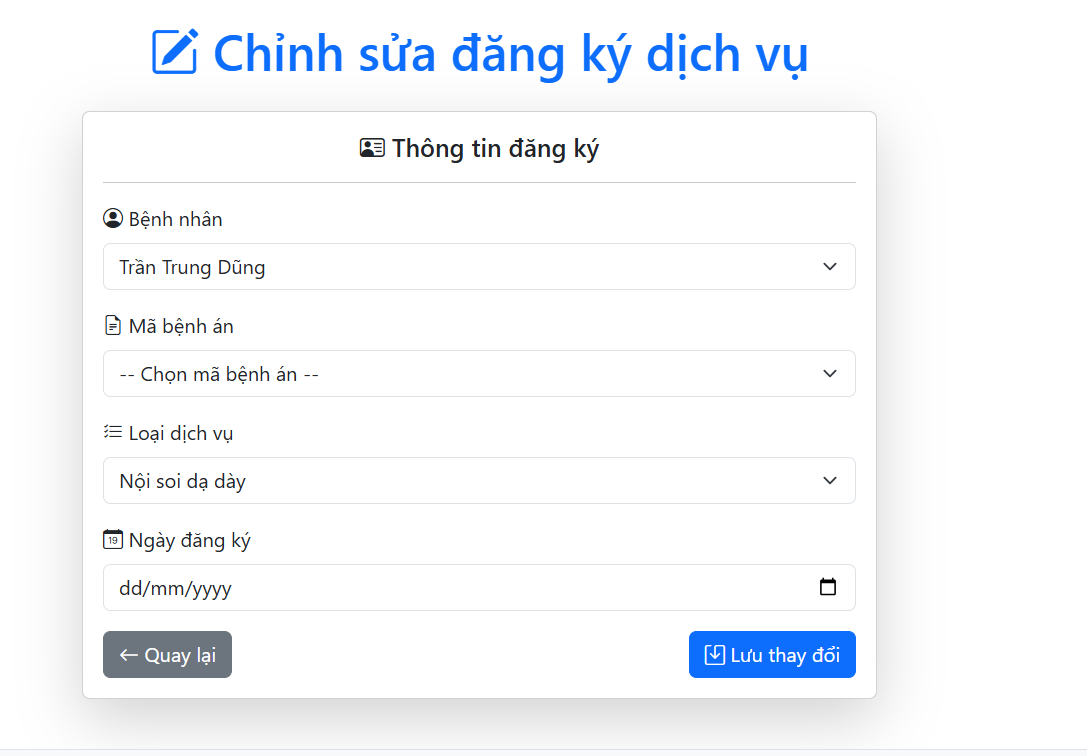 Chỉnh sửa đăng ký dịch vụ
Thông tin đăng ký
Bệnh nhân
Trần Trung Dũng
Mã bệnh án
-- Chọn mã bệnh án --
Loại dịch vụ
Nội soi dạ dày
19 Ngày đăng ký
dd/mm/yyyy
Quay lại
Lưu thay đổi